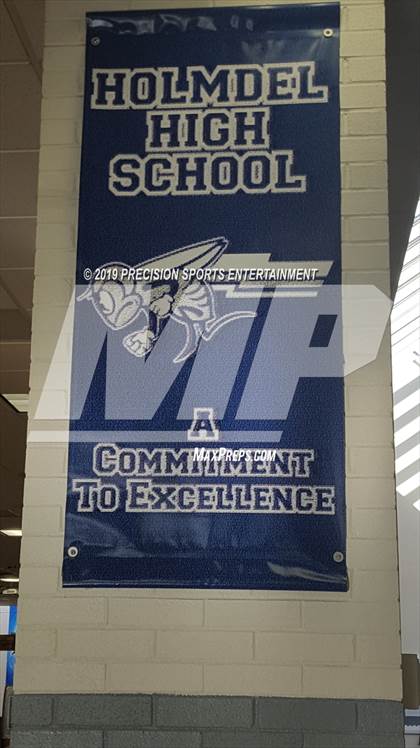 HOLMDEL
HIGH
SCHOOL
© 2019 PRECISION SPORTS ENTERTAINMENT
MP
A
MAXPREPS.COM
COMMITMENT
TO EXCELLENCE